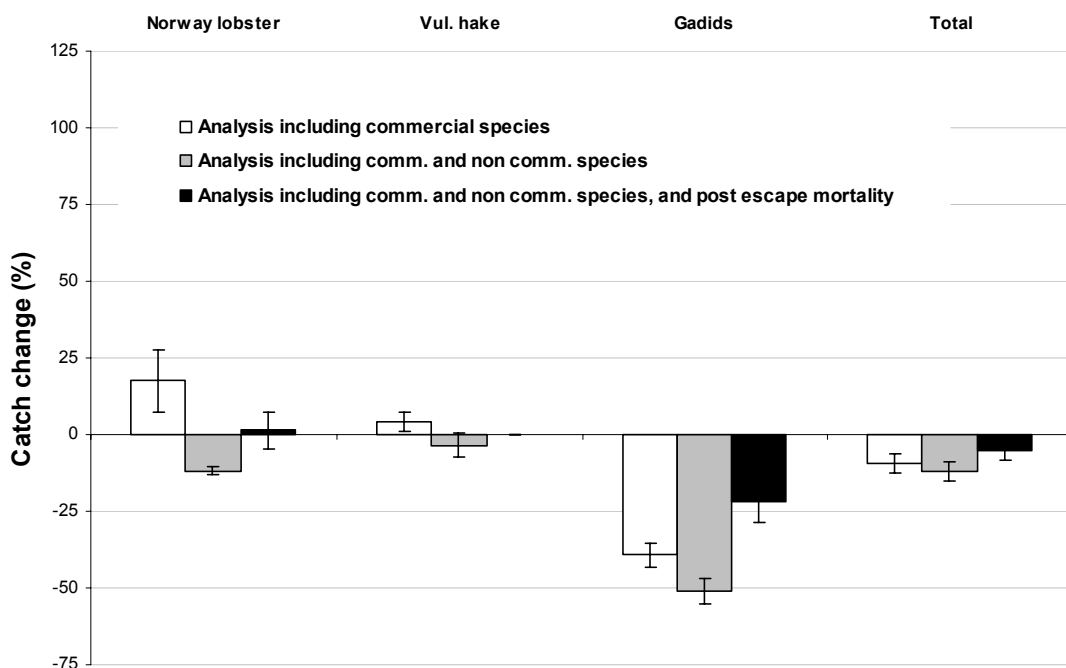 Norway lobster Vul. hake Gadids Total
125
Analysis including commercial species
100
Analysis including comm. and non comm. species
75
Analysis including comm. and non comm. species, and post escape mortality
50
25
0
-25
-50
-75
Catch change (%)